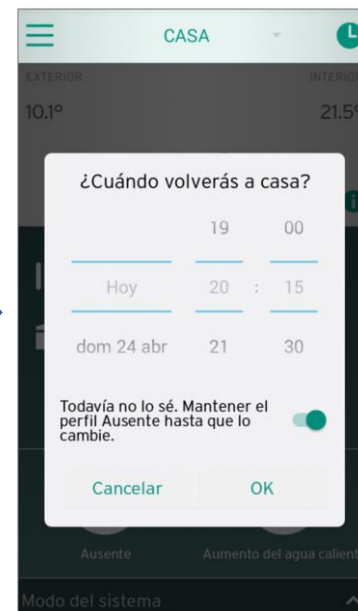 CASA
EXTERIOR INTERIOR
10.1° 21.5°
¿Cuándo volverás a casa?
19 00
Hoy 20 : 15
dom 24 abr 21 30
Todavía no lo sé. Mantener el
perfil Ausente hasta que lo
cambie.
Cancelar OK
Ausente Aumento del agua calient
Modo del sistema